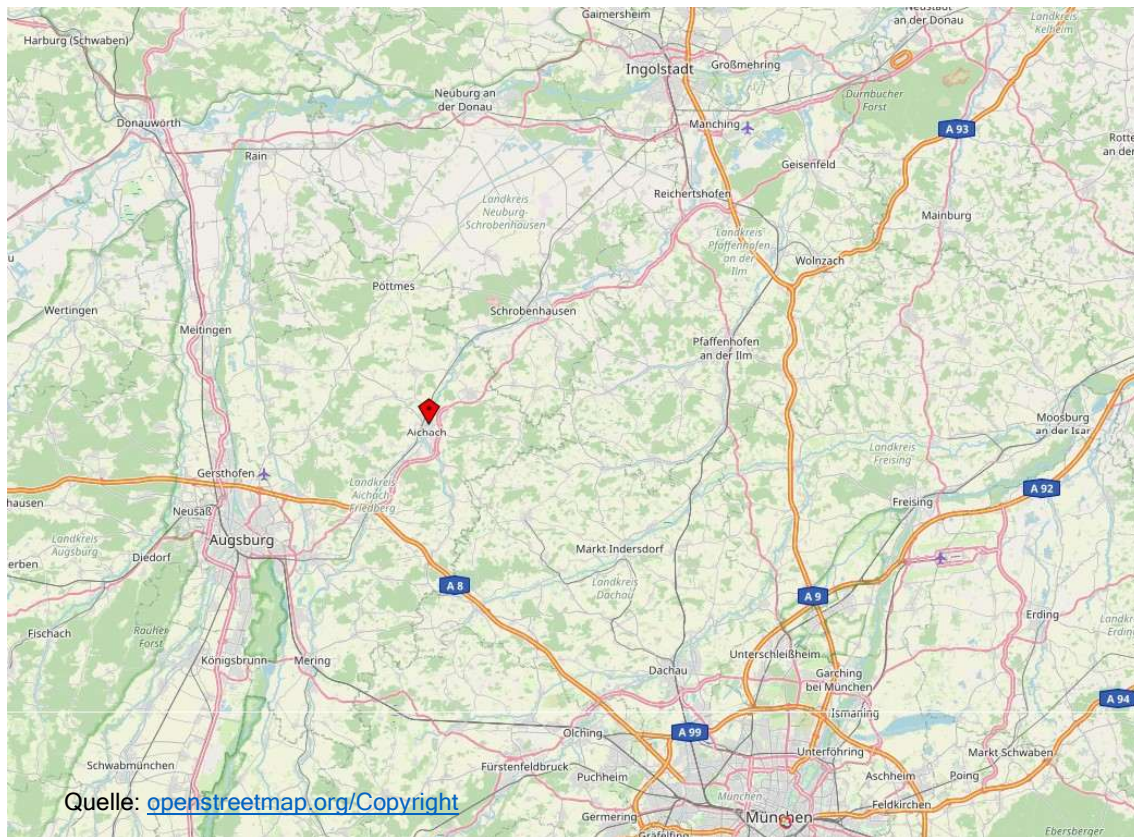 Gaimersheim
Neustadt
an der Donau
Landkreis
Kelheim
Harburg (Schwaben)
Ingolstadt
Großmehring
Neuburg an
der Donau
Dürnbucher
Forst
Donauwörth
Manching
A 93
Rain
Geisenfeld
Reichertshofen
Landkreis
Neuburg-
Schrobenhausen
Mainburg
Landkreis
Pfaffenhofen
an der
Ilm
Wolnzach
Pöttmes
Wertingen
Schrobenhausen
Meitingen
Pfaffenhofen
an der Ilm
Aichach
Moosburg
an der Isar
Landkreis
Freising
Gersthofen
Landkreis
Aichach
Friedberg
A 92
hausen
Neusäß
Freising
Landkreis
Augsburg
Augsburg
Markt Indersdorf
erben
Diedorf
A 8
Landkreis
Dachau
A 9
Erding
Fischach
Rauher
Forst
Unterschleißheim
Königsbrunn
Mering
Dachau
Garching
bei München
A 94
Ismaning
A 99
Olching
Unterföhring
Markt Schwaben
Schwabmünchen
Fürstenfeldbruck
Puchheim
Aschheim
Poing
Quelle: openstreetmap.org/Copyright
München
Feldkirchen
Germering
München
Gräfelfing
Ebersberger